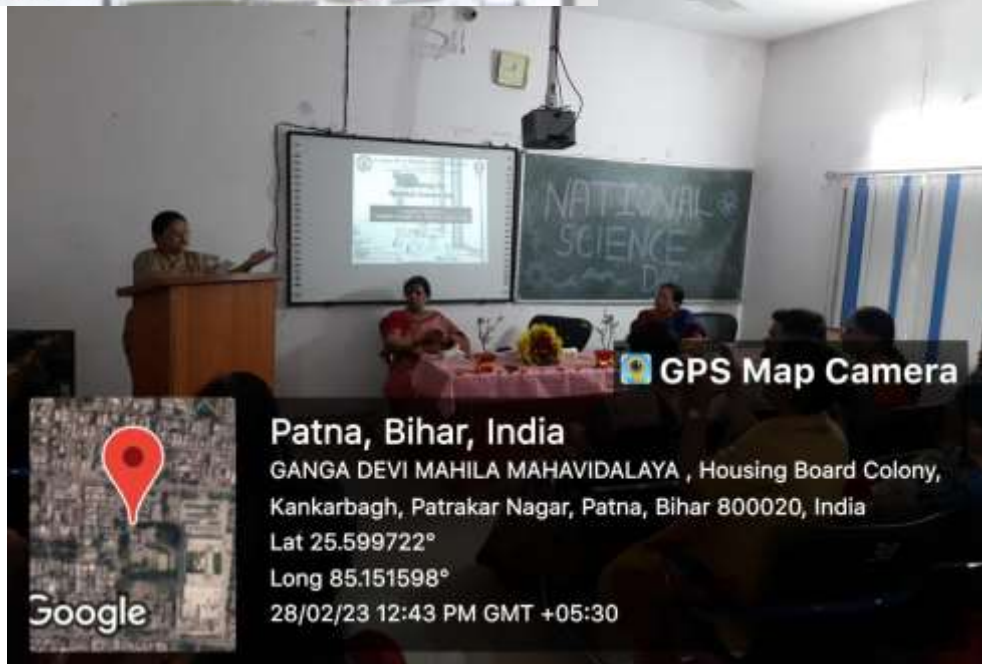 NATIONAL
SCIENCE
GPS Map Camera
Patna, Bihar, India
GANGA DEVI MAHILA MAHAVIDALAYA , Housing Board Colony,
Kankarbagh, Patrakar Nagar, Patna, Bihar 800020, India
Lat 25.599722°
Long 85.151598°
28/02/23 12:43 PM GMT +05:30
Google